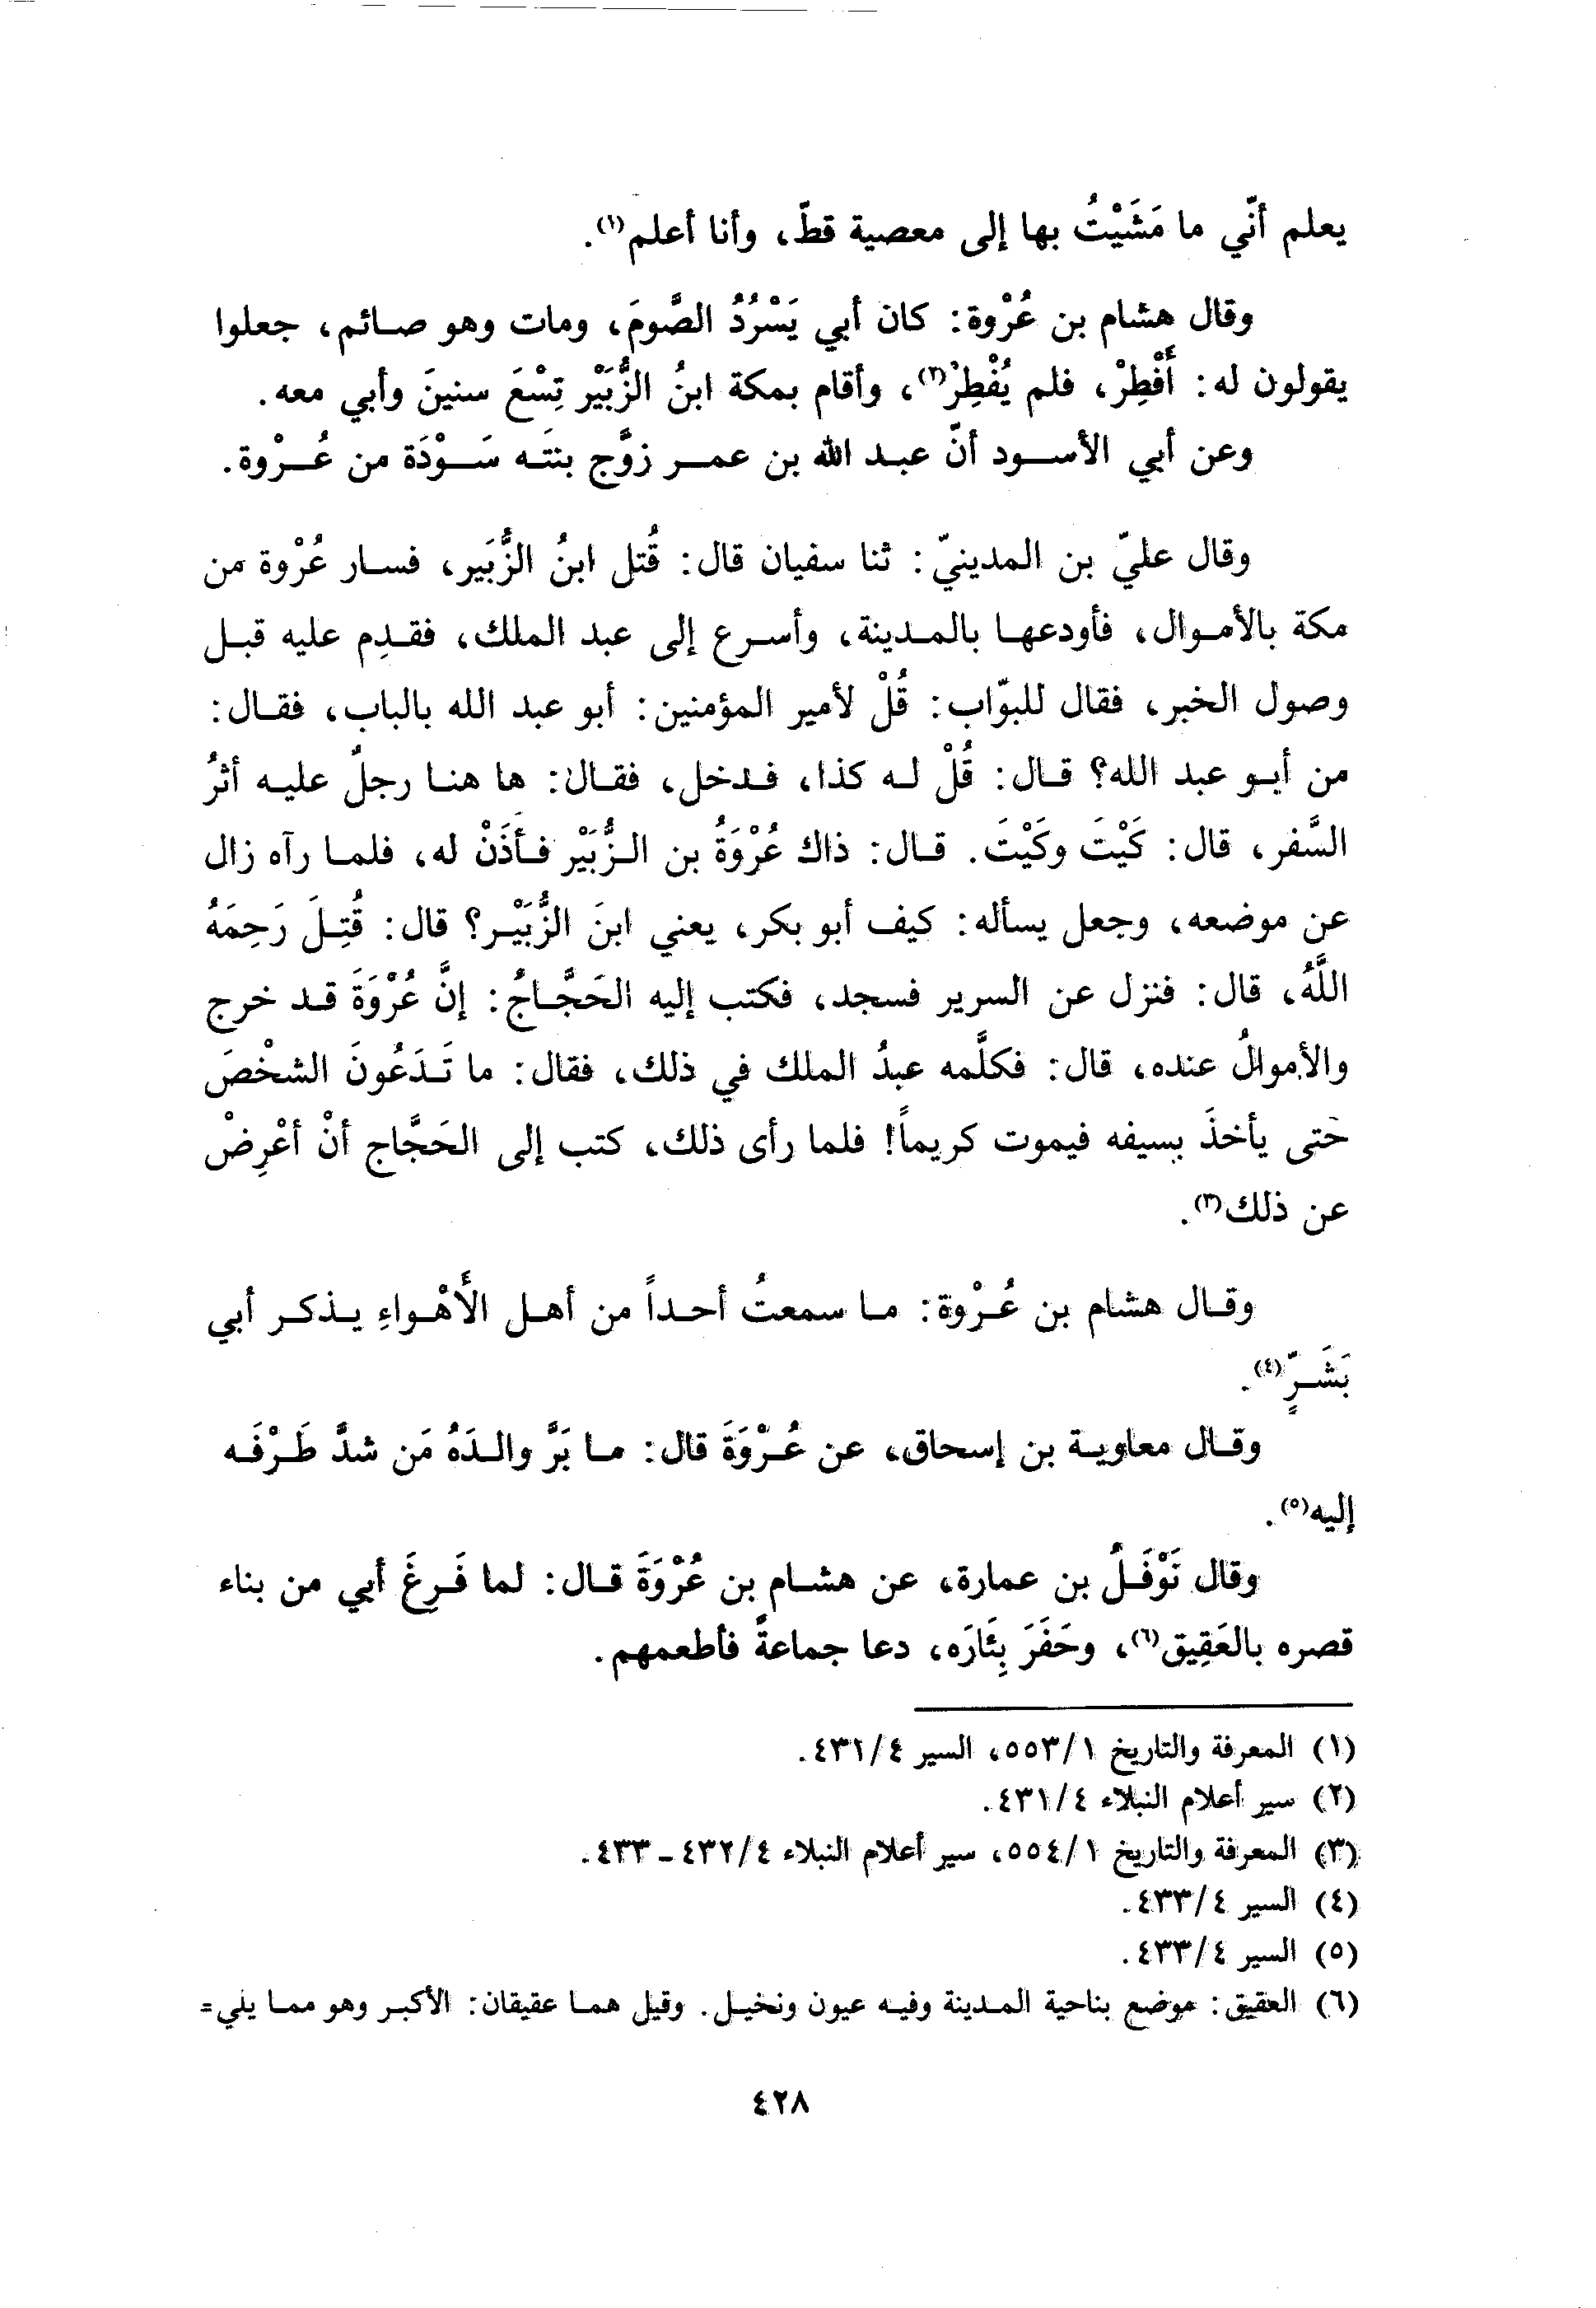 يعلم أنّي ما مَشَيْتُ بها إلى معصية قطّ، وأنا أعلم(١).
وقال هشام بن عُرْوة: كان أبي يَسْرُدُ الصَّومَ، ومات وهو صائم، جعلوا
يقولون له: أَفْطِرْ، فلم يُفْطِرْ(٢)، وأقام بمكة ابنُ الزُّبَيْر تِسْعَ سنينَ وأبي معه.
وعن أبي الأسود أنّ عبد الله بن عمر زوَّج بنتَه سَوْدَة من عُرْوة.
وقال عليّ بن المدينيّ: ثنا سفيان قال: قُتل ابنُ الزُّبَير، فسار عُرْوة من
مكة بالأموال، فأودعها بالمدينة، وأسرع إلى عبد الملك، فقدِم عليه قبل
وصول الخبر، فقال للبوّاب: قُلْ لأمير المؤمنين: أبو عبد الله بالباب، فقال:
من أبو عبد الله؟ قال: قُلْ له كذا، فدخل، فقال: ها هنا رجلٌ عليه أثرُ
السَّفر، قال: كَيْتَ وكَيْتَ. قال: ذاك عُرْوَةُ بن الزُّبَيْر فأذَنْ له، فلما رآه زال
عن موضعه، وجعل يسأله: كيف أبو بكر، يعني ابنَ الزُّبَيْر؟ قال: قُتِلَ رَحِمَهُ
اللَّهُ، قال: فنزل عن السرير فسجد، فكتب إليه الحَجَّاجُ: إنَّ عُرْوَةَ قد خرج
والأموالُ عنده، قال: فكلَّمه عبدُ الملك في ذلك، فقال: ما تَدَعُونَ الشخْصَ
حتى يأخذَ بسيفه فيموت كريماً! فلما رأى ذلك، كتب إلى الحَجَّاج أنْ أعْرِضْ
عن ذلك(٣).
وقال هشام بن عُرْوة: ما سمعتُ أحداً من أهل الأَهْواءِ يذكر أبي
بَشَرٍّ(٤).
وقال معاوية بن إسحاق، عن عُرْوَةَ قال: ما بَرَّ والدَهُ مَن شدَّ طَرْفَه
إليه(٥).
وقال نَوْفَلُ بن عمارة، عن هشام بن عُرْوَةَ قال: لما فَرِغَ أبي من بناء
قصره بالعَقِيق(٦)، وحَفَرَ بِئَارَه، دعا جماعةً فأطعمهم.
(١) المعرفة والتاريخ ١/٥٥٣، السير ٤/٤٣١.
(٢) سير أعلام النبلاء ٤/٤٣١.
(٣) المعرفة والتاريخ ١/٥٥٤، سير أعلام النبلاء ٤/٤٣٢ - ٤٣٣.
(٤) السير ٤/٤٣٣.
(٥) السير ٤/٤٣٣.
(٦) العقيق: موضع بناحية المدينة وفيه عيون ونخيل. وقيل هما عقيقان: الأكبر وهو مما يلي=
٤٢٨